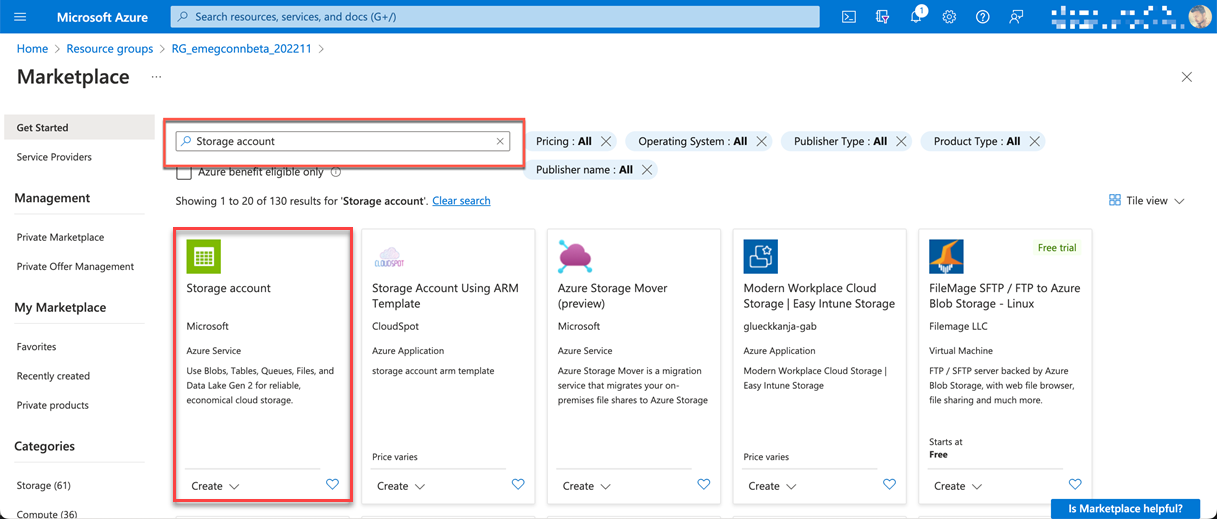 Microsoft Azure
Search resources, services, and docs (G+/)
1
Home > Resource groups > RG_emegconnbeta_202211 >
Marketplace ...
Get Started
Service Providers
Management
Private Marketplace
Private Offer Management
My Marketplace
Favorites
Recently created
Private products
Categories
Storage (61)
Compute (36)
Storage account
Pricing : All
Operating System : All
Publisher Type : All
Product Type : All
Azure benefit eligible only
Publisher name : All
Showing 1 to 20 of 130 results for 'Storage account'. Clear search
Tile view
Storage account
Microsoft
Azure Service
Use Blobs, Tables, Queues, Files, and
Data Lake Gen 2 for reliable,
economical cloud storage.
Create
CLOUDSPOT
Storage Account Using ARM
Template
CloudSpot
Azure Application
storage account arm template
Price varies
Create
Azure Storage Mover
(preview)
Microsoft
Azure Service
Azure Storage Mover is a migration
service that migrates your on-
premises file shares to Azure Storage
Create
Modern Workplace Cloud
Storage | Easy Intune Storage
glueckkanja-gab
Azure Application
Modern Workplace Cloud Storage |
Easy Intune Storage
Price varies
Create
Free trial
FileMage SFTP / FTP to Azure
Blob Storage - Linux
Filemage LLC
Virtual Machine
FTP / SFTP server backed by Azure
Blob Storage, with web file browser,
file sharing and much more.
Starts at
Free
Create
Is Marketplace helpful?